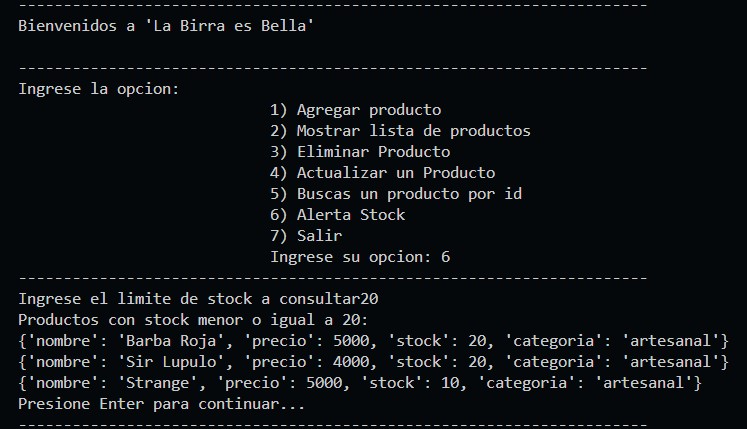 ----------------------------------------------------------------------
Bienvenidos a 'La Birra es Bella'
----------------------------------------------------------------------
Ingrese la opcion:
1) Agregar producto
2) Mostrar lista de productos
3) Eliminar Producto
4) Actualizar un Producto
5) Buscas un producto por id
6) Alerta Stock
7) Salir
Ingrese su opcion: 6
----------------------------------------------------------------------
Ingrese el limite de stock a consultar20
Productos con stock menor o igual a 20:
{'nombre': 'Barba Roja', 'precio': 5000, 'stock': 20, 'categoria': 'artesanal'}
{'nombre': 'Sir Lupulo', 'precio': 4000, 'stock': 20, 'categoria': 'artesanal'}
{'nombre': 'Strange', 'precio': 5000, 'stock': 10, 'categoria': 'artesanal'}
Presione Enter para continuar...
----------------------------------------------------------------------